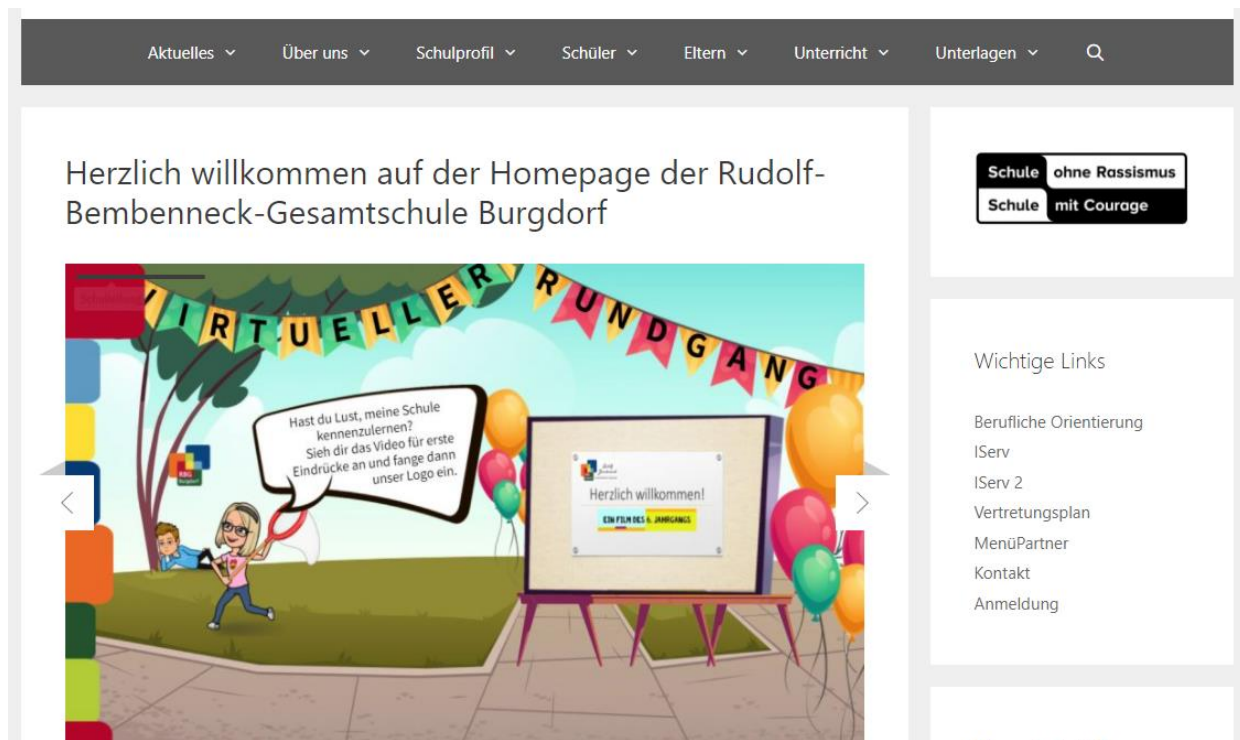 Aktuelles
Über uns
Schulprofil
Schüler
Eltern
Unterricht
Unterlagen
Herzlich willkommen auf der Homepage der Rudolf-
Bembenneck-Gesamtschule Burgdorf
VIRTUELLER RUNDGANG
Hast du Lust, meine Schule
kennenzulernen?
Sieh dir das Video für erste
Eindrücke an und fange dann
unser Logo ein.
RBG
Burgdorf
Herzlich willkommen!
EIN FILM DES 6. JAHRGANGS
Schule ohne Rassismus
Schule mit Courage
Wichtige Links
Berufliche Orientierung
IServ
IServ 2
Vertretungsplan
MenüPartner
Kontakt
Anmeldung